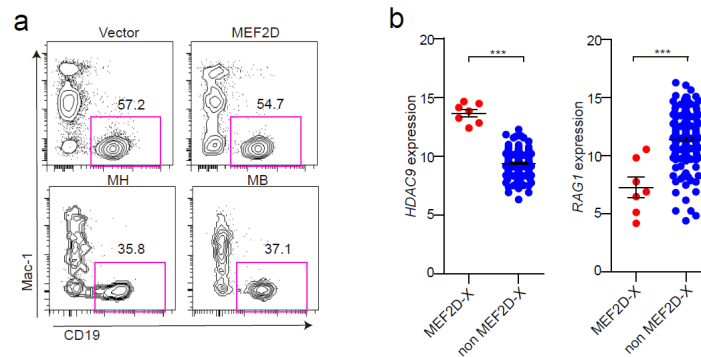 a
Vector
MEF2D
57.2
54.7
MH
MB
35.8
37.1
Mac-1
CD19
b
20
15
10
5
0
HDAC9 expression
***
MEF2D-X
non MEF2D-X
20
15
10
5
0
RAG1 expression
***
MEF2D-X
non MEF2D-X